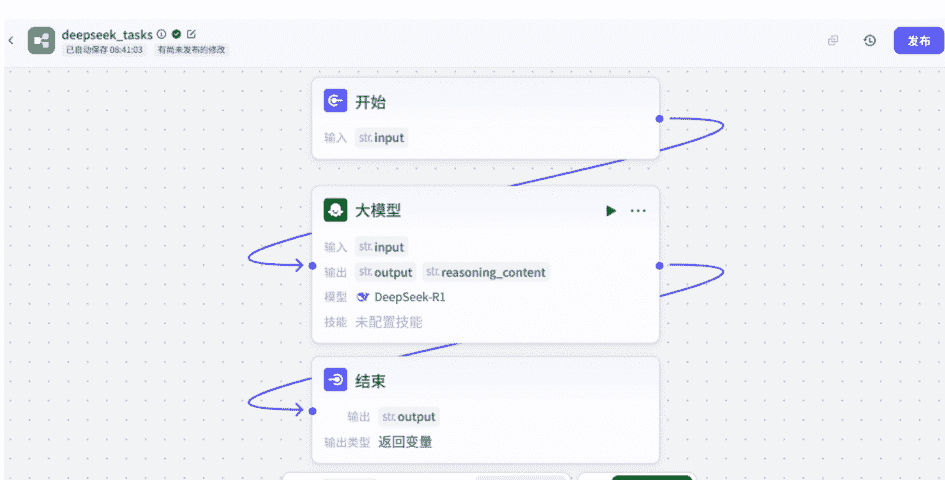 deepseek_tasks
已自动保存 08:41:03 有尚未发布的修改
发布
开始
输入 str.input
大模型
输入 str.input
输出 str.output str.reasoning_content
模型 DeepSeek-R1
技能 未配置技能
结束
输出 str.output
输出类型 返回变量